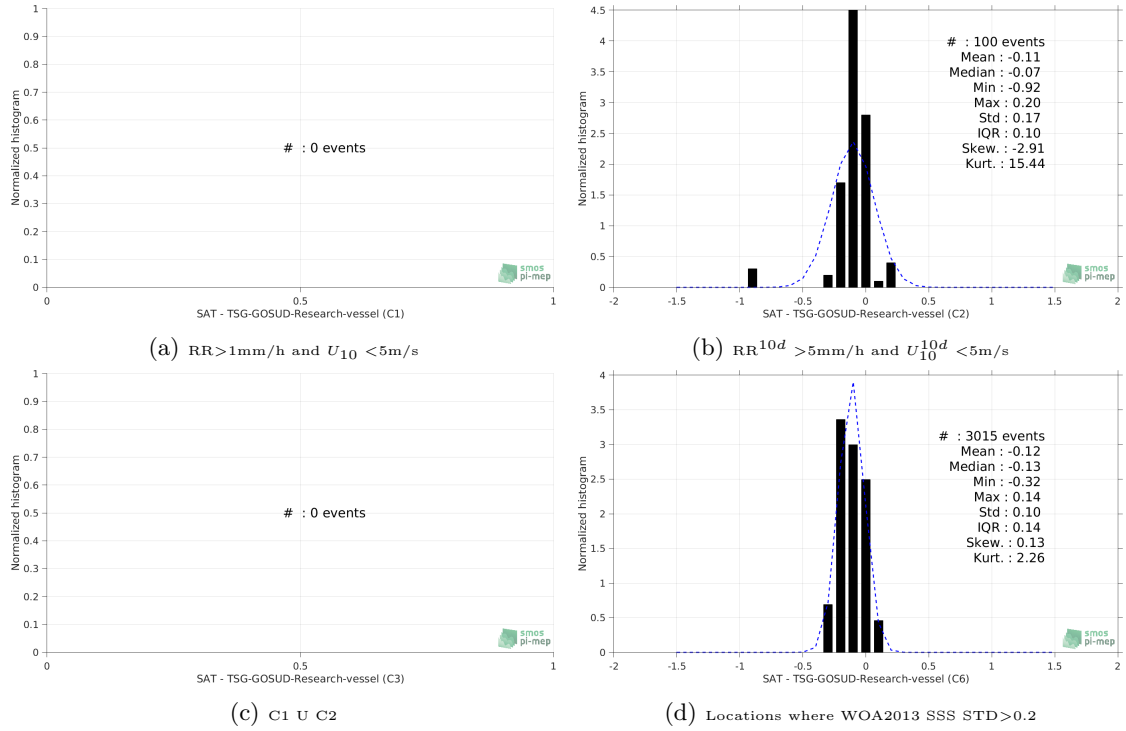 1
0.9
0.8
0.7
0.6
0.5
0.4
0.3
0.2
0.1
0
Normalized histogram
# : 0 events
smos
pi-mep
0 0.5 1
SAT - TSG-GOSUD-Research-vessel (C1)
(a) RR>1mm/h and U10 <5m/s
4.5
4
3.5
3
2.5
2
1.5
1
0.5
0
Normalized histogram
# : 100 events
Mean : -0.11
Median : -0.07
Min : -0.92
Max : 0.20
Std : 0.17
IQR : 0.10
Skew. : -2.91
Kurt. : 15.44
smos
pi-mep
-2 -1.5 -1 -0.5 0 0.5 1 1.5 2
SAT - TSG-GOSUD-Research-vessel (C2)
(b) RR^10d >5mm/h and U10^10d <5m/s
1
0.9
0.8
0.7
0.6
0.5
0.4
0.3
0.2
0.1
0
Normalized histogram
# : 0 events
smos
pi-mep
0 0.5 1
SAT - TSG-GOSUD-Research-vessel (C3)
(c) C1 U C2
4
3.5
3
2.5
2
1.5
1
0.5
0
Normalized histogram
# : 3015 events
Mean : -0.12
Median : -0.13
Min : -0.32
Max : 0.14
Std : 0.10
IQR : 0.14
Skew. : 0.13
Kurt. : 2.26
smos
pi-mep
-2 -1.5 -1 -0.5 0 0.5 1 1.5 2
SAT - TSG-GOSUD-Research-vessel (C6)
(d) Locations where WOA2013 SSS STD>0.2